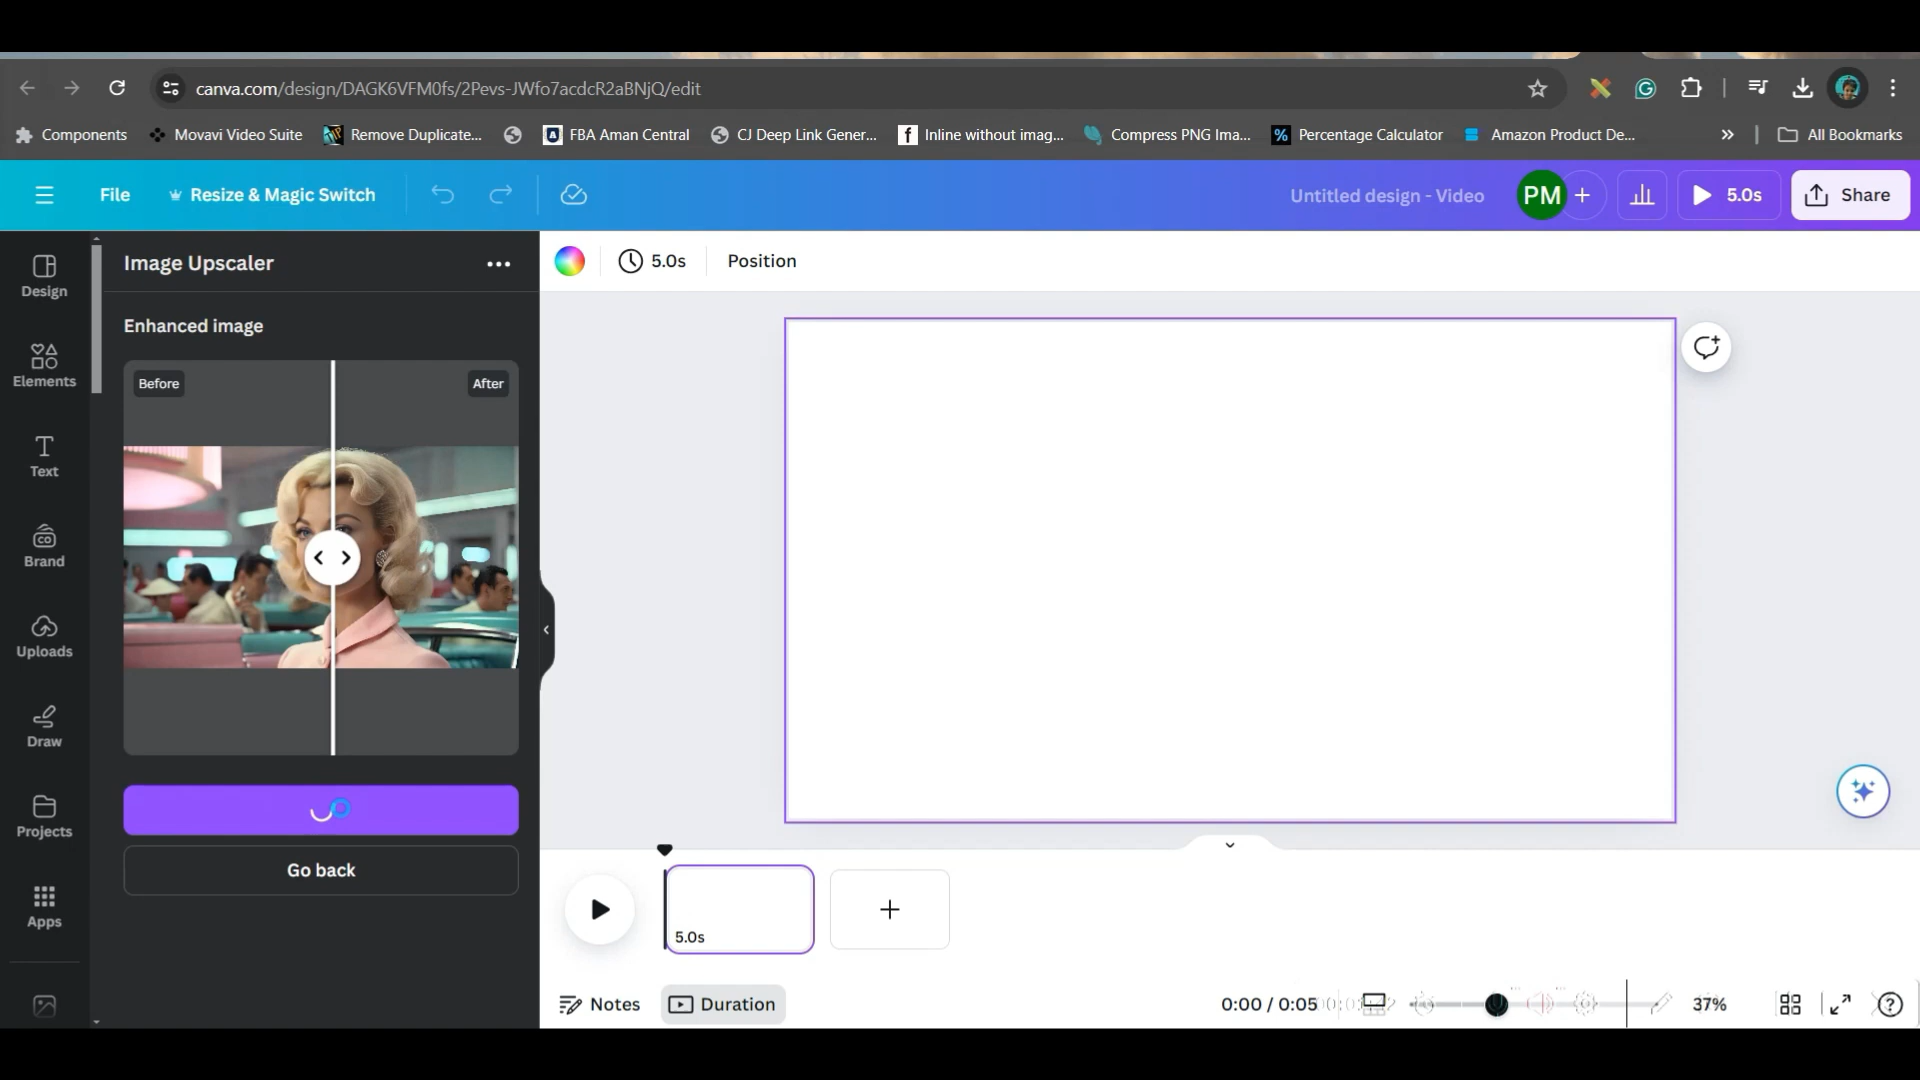 canva.com/design/DAGK6VFM0fs/2Pevs-JWfo7acdcR2aBNjQ/edit
Components
Movavi Video Suite
Remove Duplicate...
FBA Aman Central
CJ Deep Link Gener...
Inline without imag...
Compress PNG Ima...
Percentage Calculator
Amazon Product De...
All Bookmarks
File
Resize & Magic Switch
Untitled design - Video
PM
5.0s
Share
Design
Elements
Text
Brand
Uploads
Draw
Projects
Apps
Image Upscaler
Enhanced image
Before
After
Go back
5.0s
Position
5.0s
Notes
Duration
0:00 / 0:05
37%